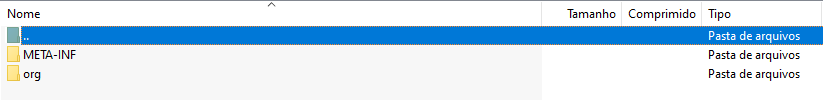 Nome Tamanho Comprimido Tipo
.. Pasta de arquivos
META-INF Pasta de arquivos
org Pasta de arquivos